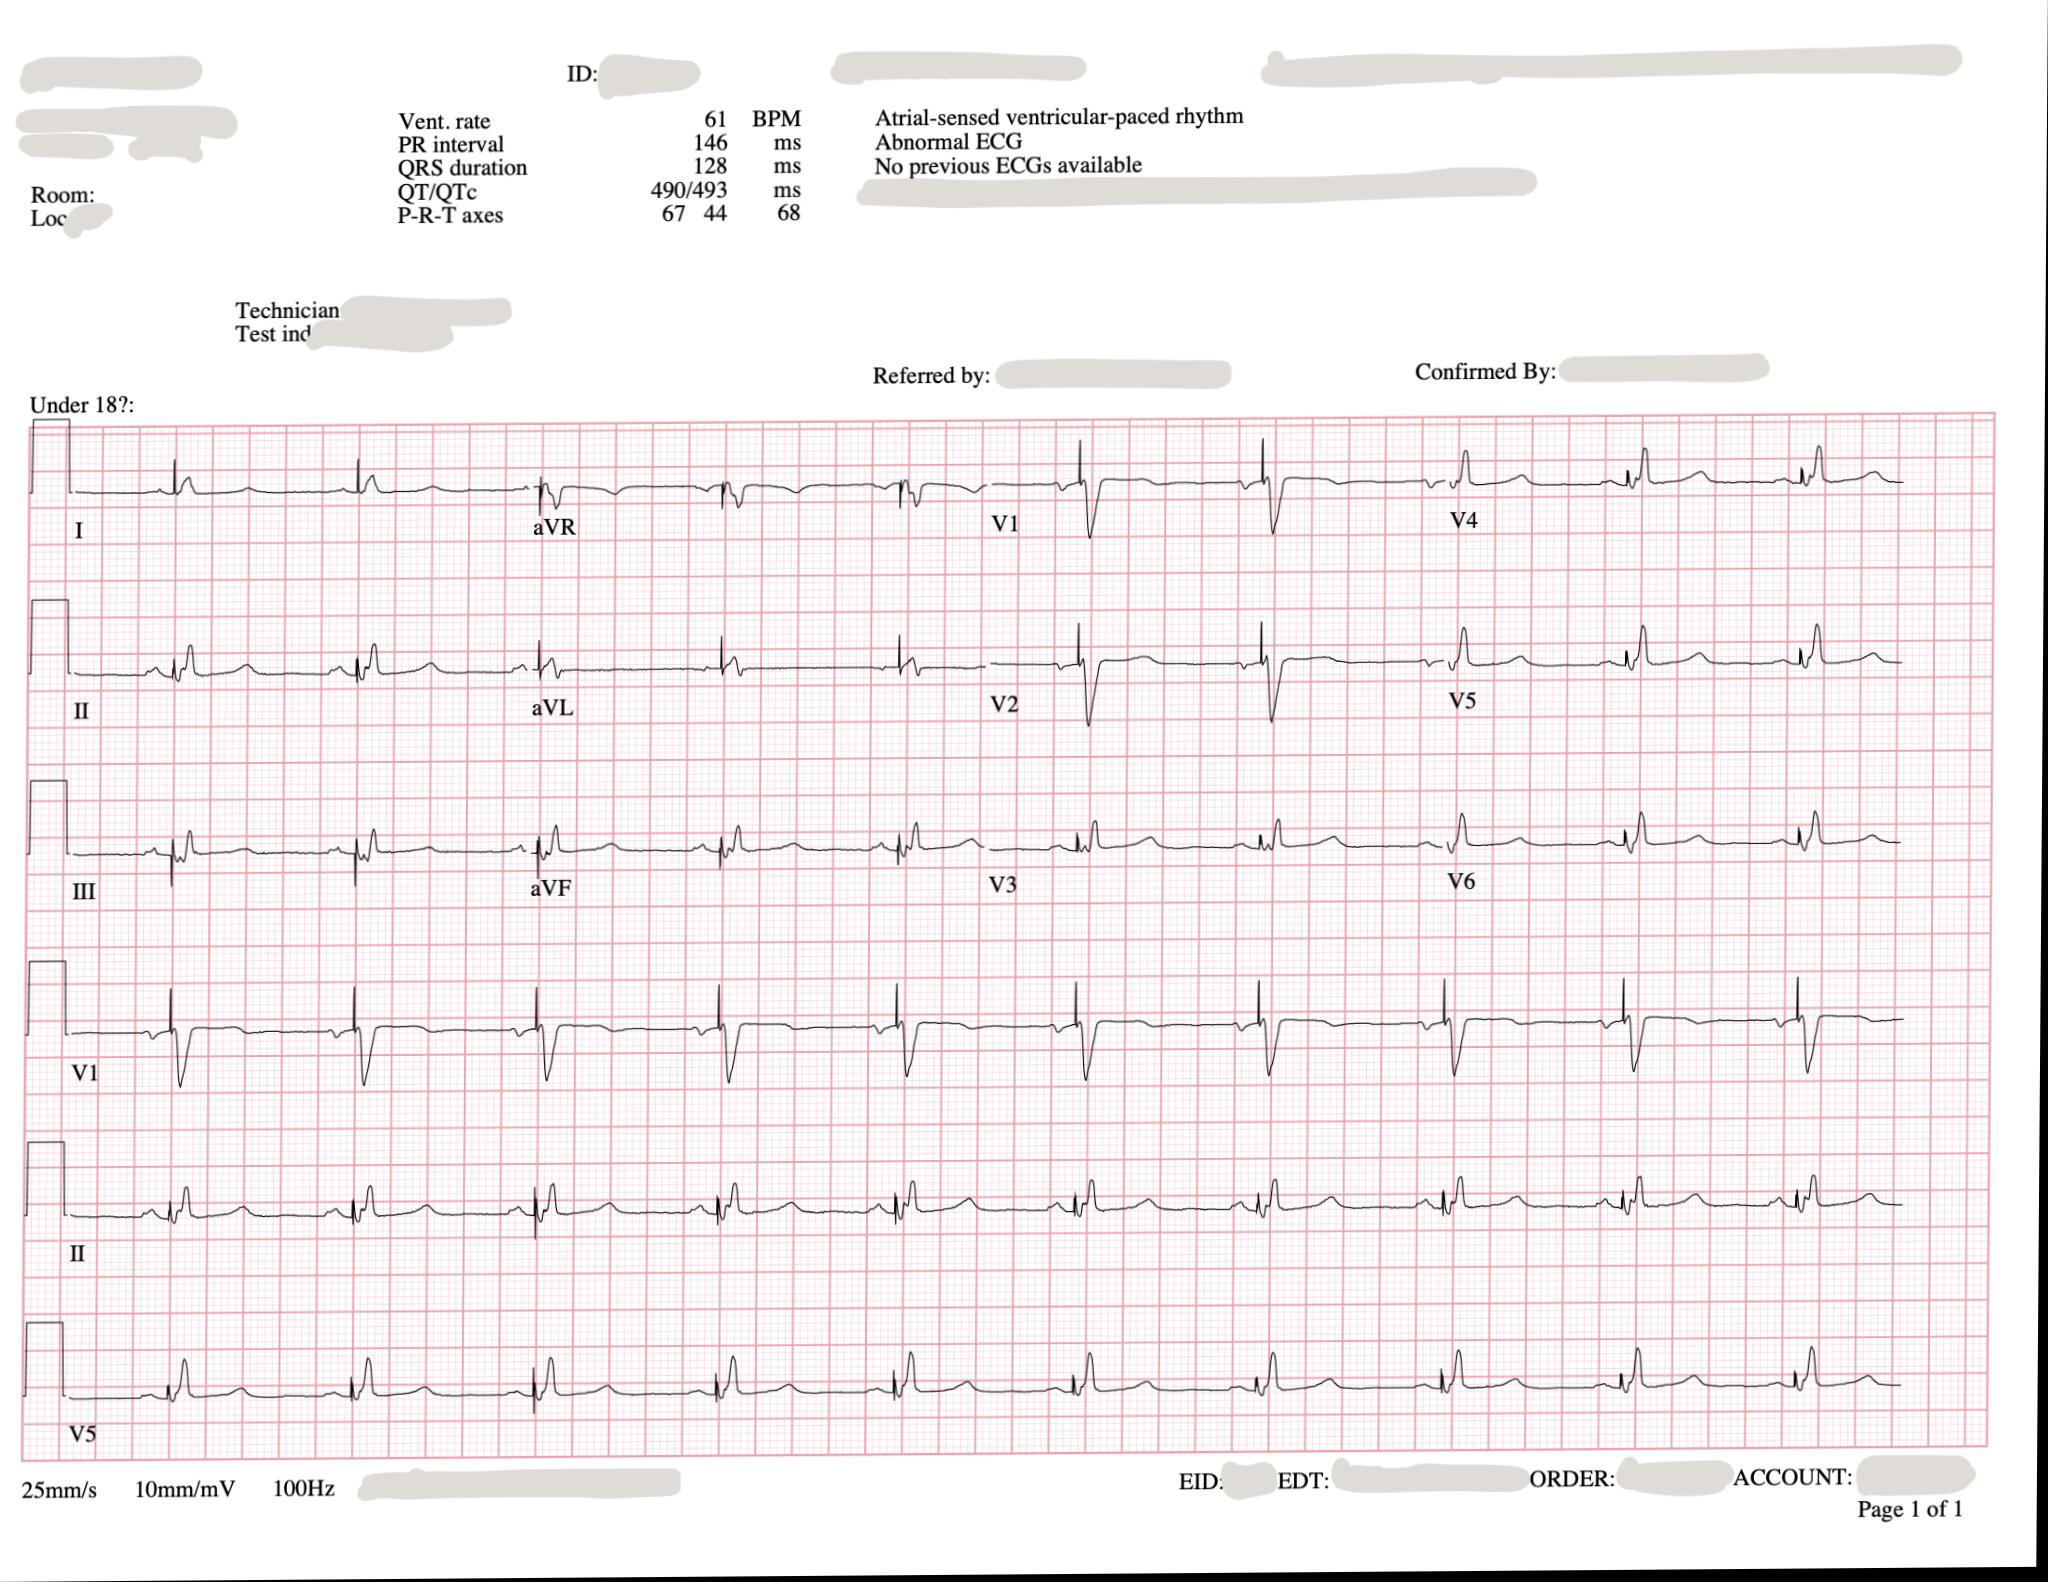 ID:
Vent. rate 61 BPM
PR interval 146 ms
QRS duration 128 ms
QT/QTc 490/493 ms
P-R-T axes 67 44 68
Atrial-sensed ventricular-paced rhythm
Abnormal ECG
No previous ECGs available
Room:
Loc
Technician
Test ind
Referred by:
Confirmed By:
Under 18?:
I aVR V1 V4
II aVL V2 V5
III aVF V3 V6
V1
II
V5
25mm/s 10mm/mV 100Hz
EID: EDT: ORDER: ACCOUNT:
Page 1 of 1